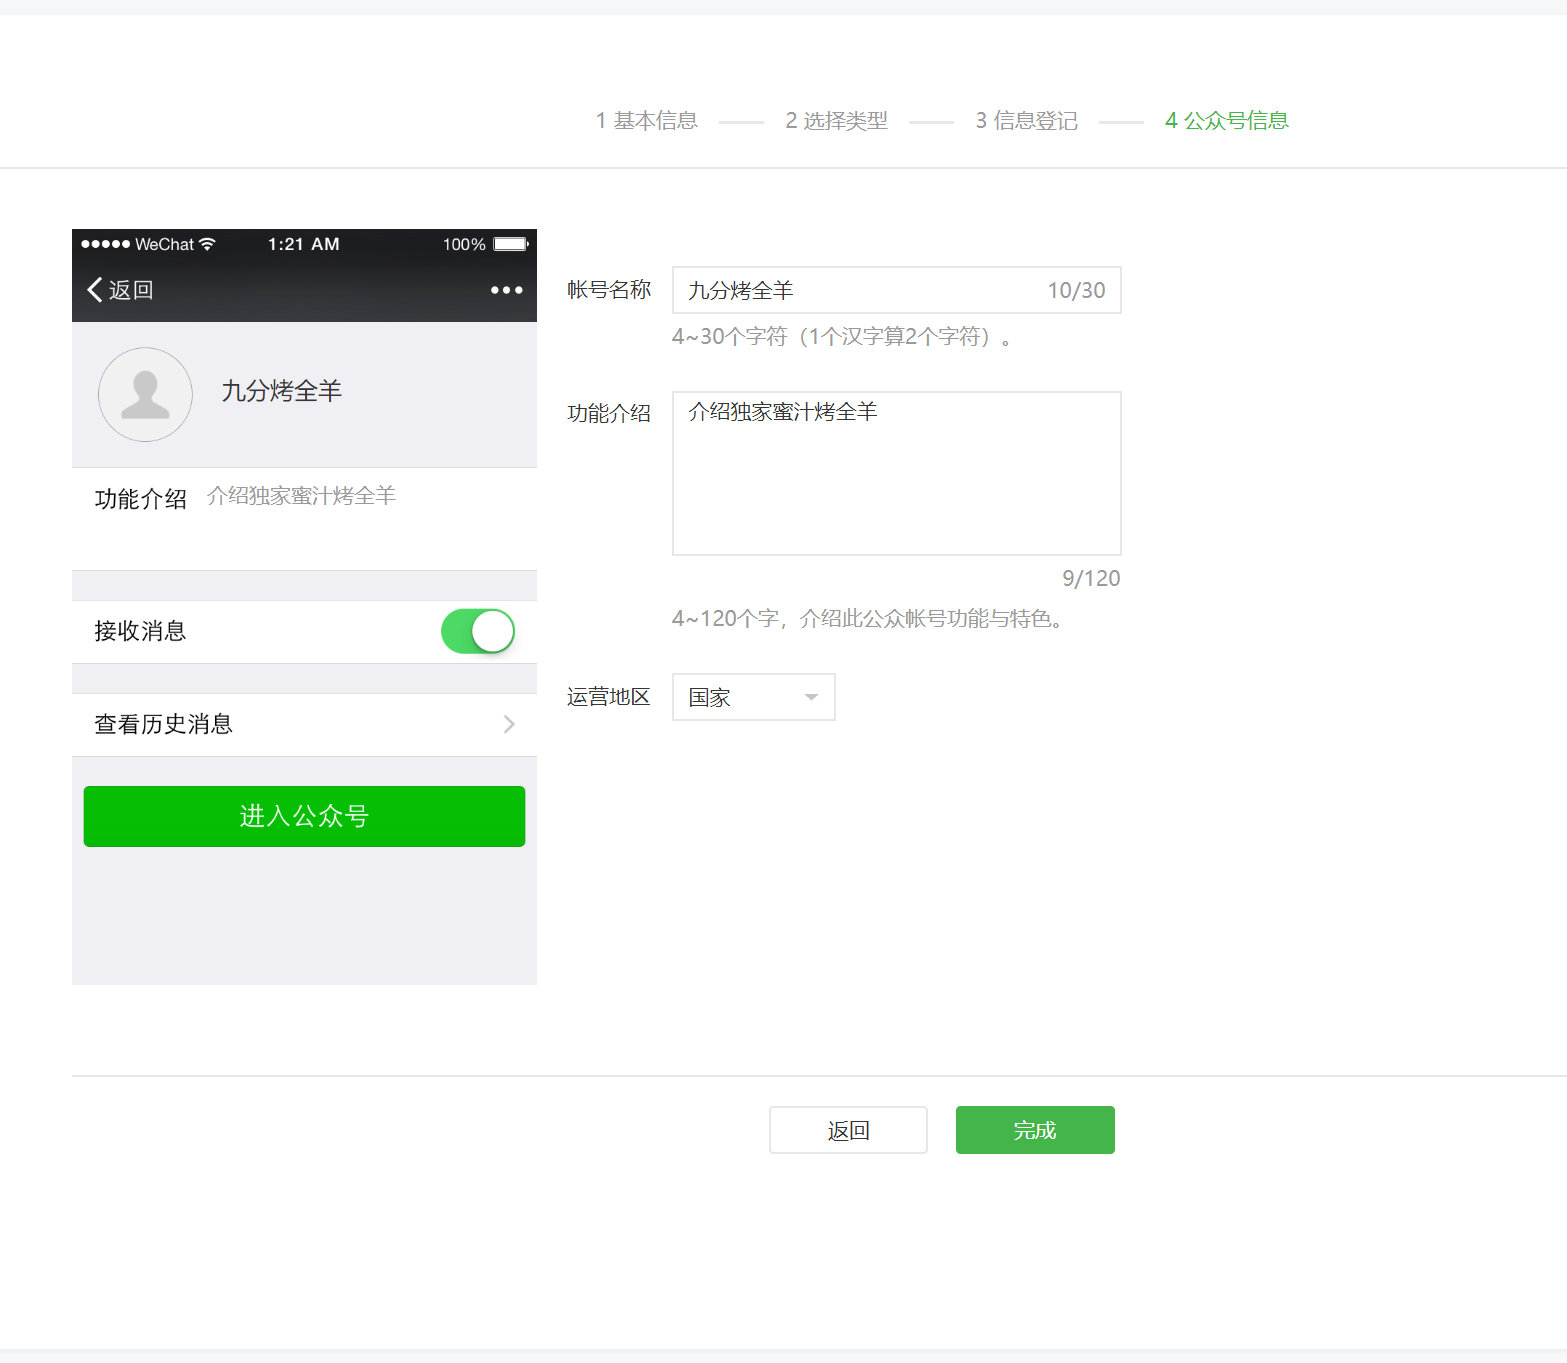 1 基本信息 2 选择类型 3 信息登记 4 公众号信息
WeChat 1:21 AM 100%
返回
九分烤全羊
功能介绍 介绍独家蜜汁烤全羊
接收消息
查看历史消息
进入公众号
帐号名称 九分烤全羊 10/30
4~30个字符（1个汉字算2个字符）。
功能介绍 介绍独家蜜汁烤全羊
9/120
4~120个字，介绍此公众帐号功能与特色。
运营地区 国家
返回 完成